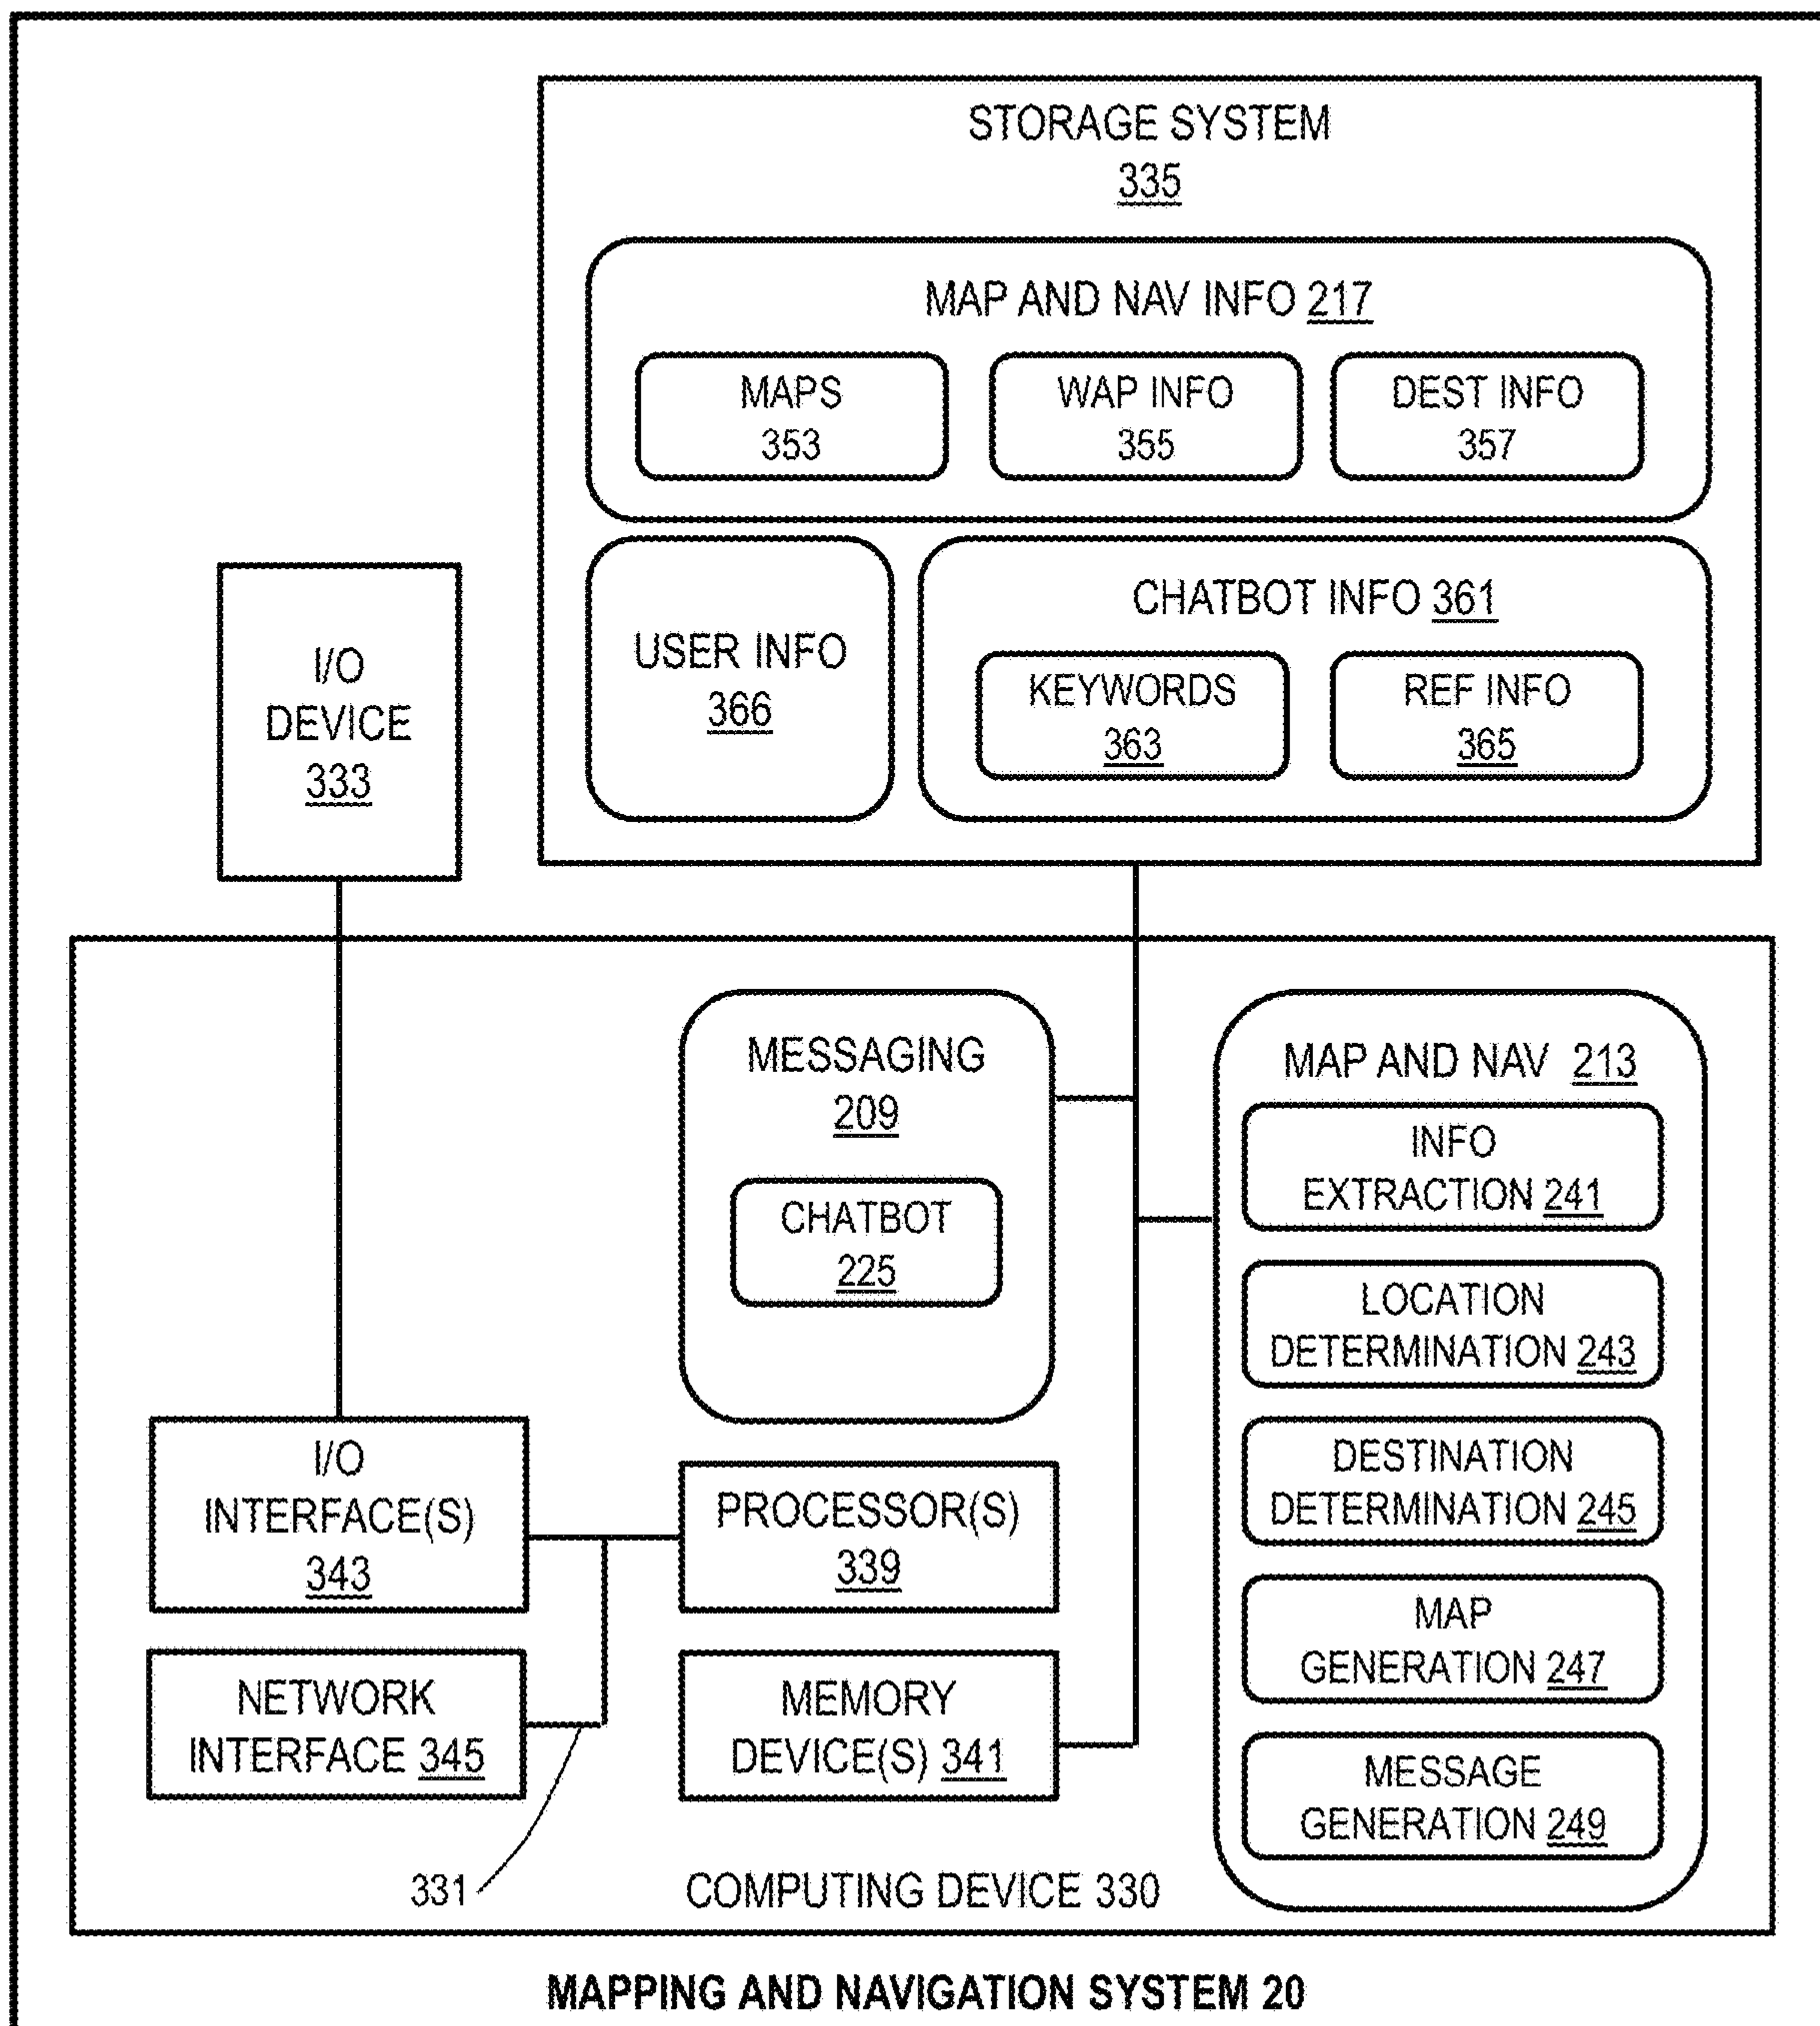 STORAGE SYSTEM
335
MAP AND NAV INFO 217
MAPS
353
WAP INFO
355
DEST INFO
357
USER INFO
366
CHATBOT INFO 361
KEYWORDS
363
REF INFO
365
I/O
DEVICE
333
MESSAGING
209
CHATBOT
225
MAP AND NAV 213
INFO
EXTRACTION 241
LOCATION
DETERMINATION 243
DESTINATION
DETERMINATION 245
MAP
GENERATION 247
MESSAGE
GENERATION 249
I/O
INTERFACE(S)
343
PROCESSOR(S)
339
NETWORK
INTERFACE 345
MEMORY
DEVICE(S) 341
331
COMPUTING DEVICE 330
MAPPING AND NAVIGATION SYSTEM 20